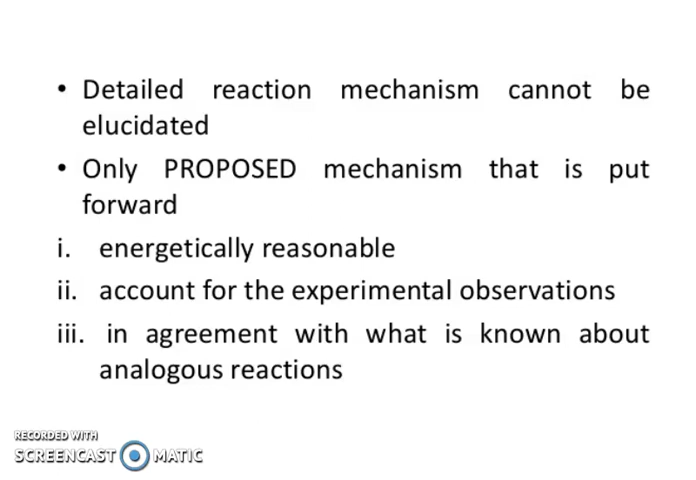 • Detailed reaction mechanism cannot be
elucidated
• Only PROPOSED mechanism that is put
forward
i. energetically reasonable
ii. account for the experimental observations
iii. in agreement with what is known about
analogous reactions
RECORDED WITH
SCREENCAST MATIC